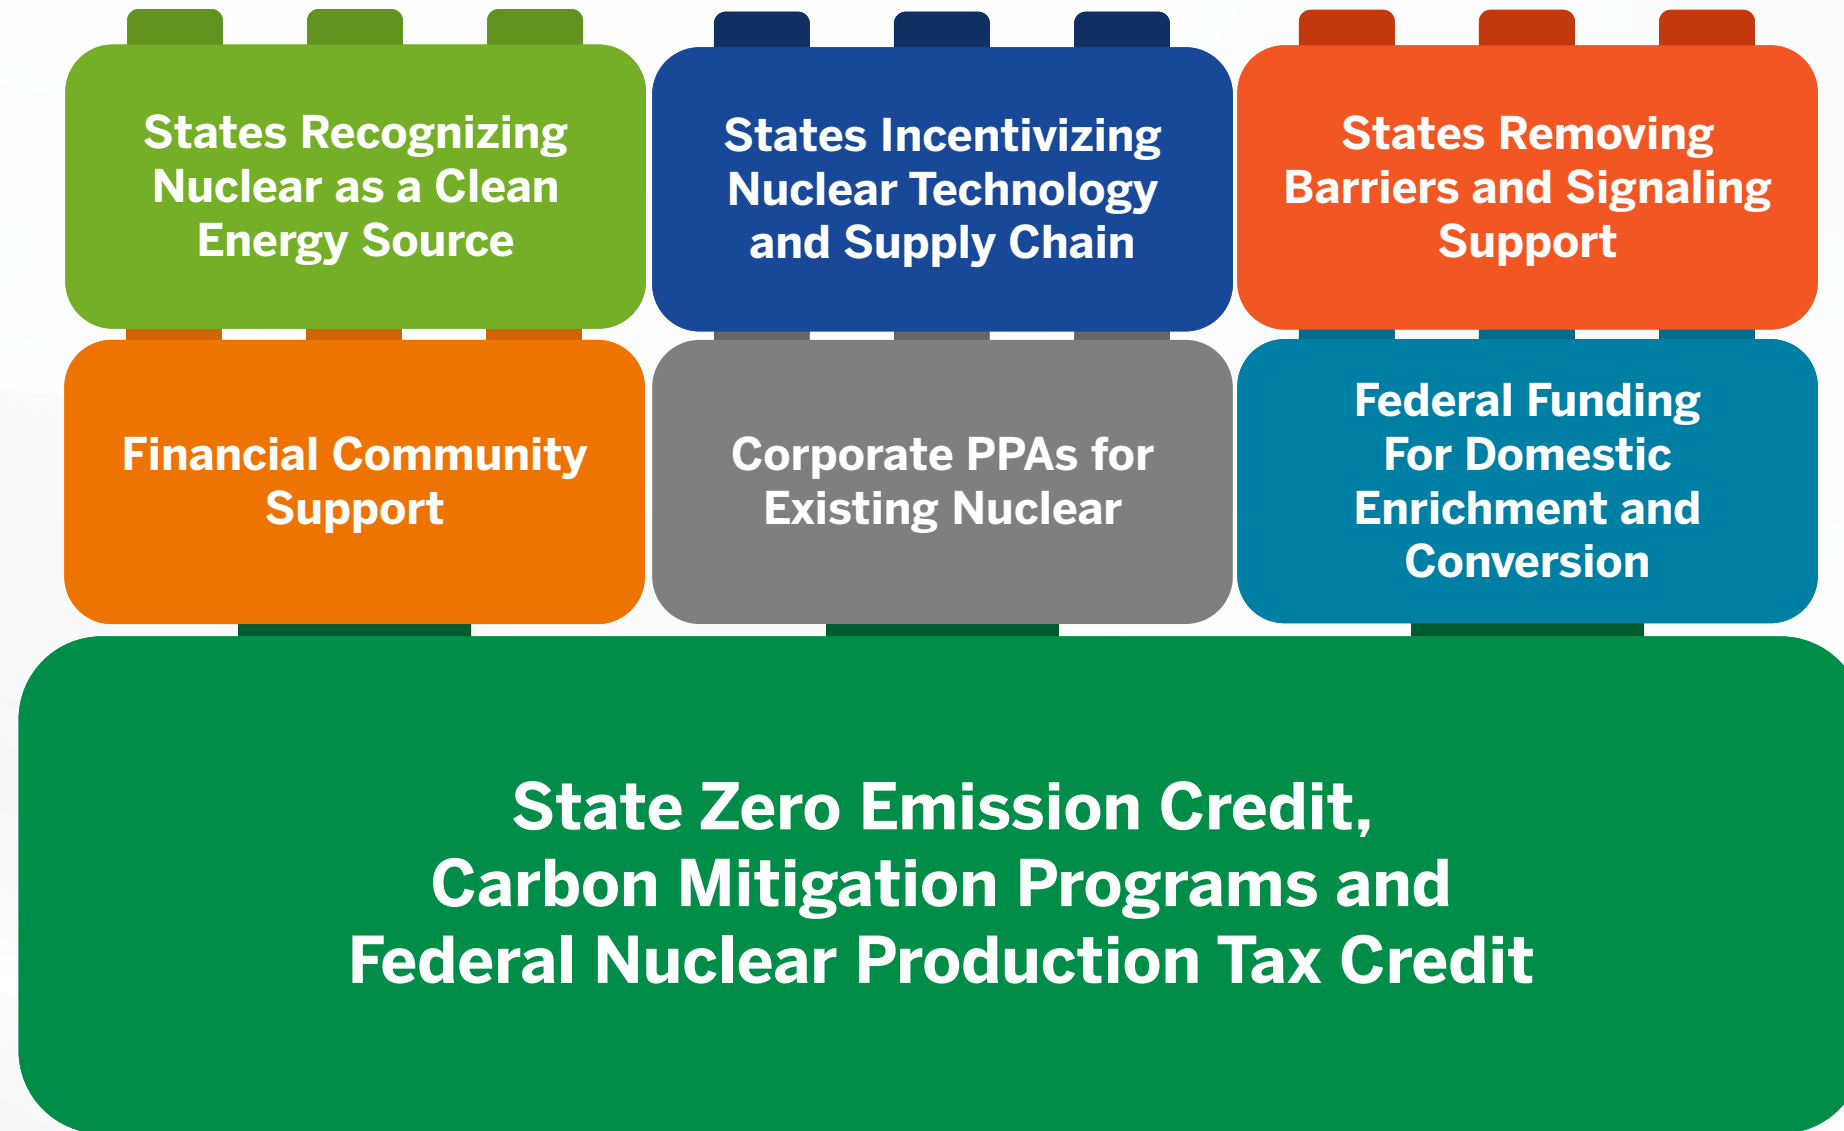 States Recognizing
Nuclear as a Clean
Energy Source
States Incentivizing
Nuclear Technology
and Supply Chain
States Removing
Barriers and Signaling
Support
Financial Community
Support
Corporate PPAs for
Existing Nuclear
Federal Funding
For Domestic
Enrichment and
Conversion
State Zero Emission Credit,
Carbon Mitigation Programs and
Federal Nuclear Production Tax Credit